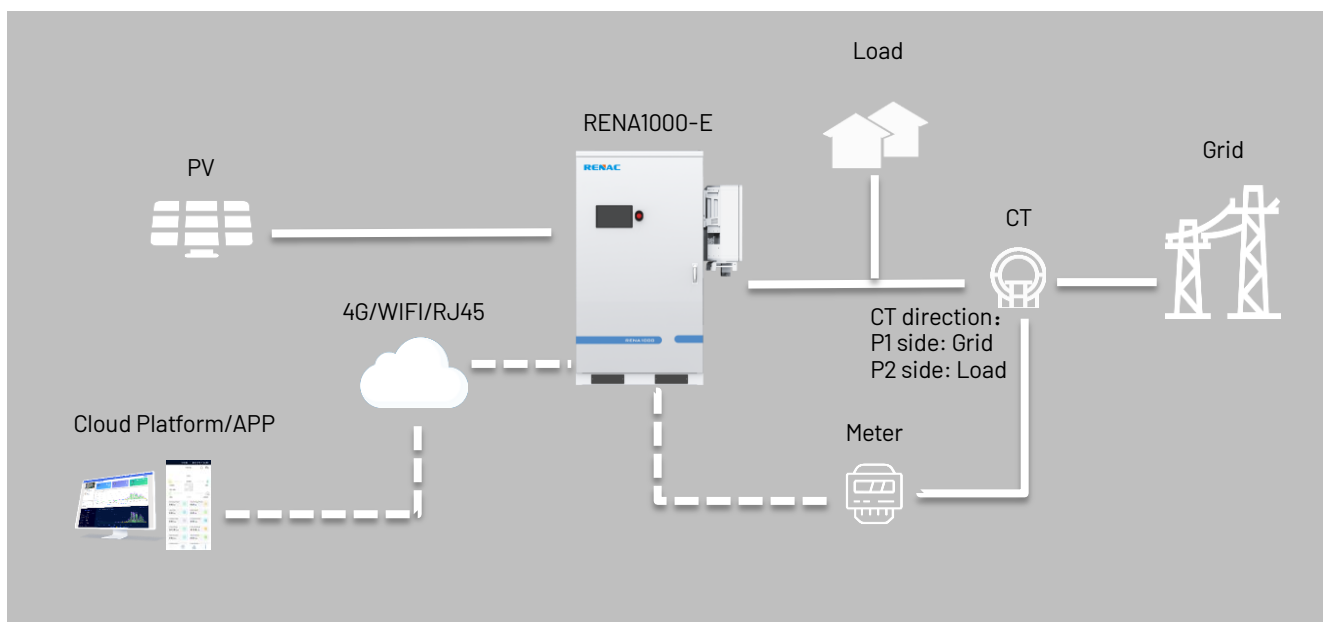 Load
RENA1000-E
Grid
PV
RENAC
CT
4G/WIFI/RJ45
CT direction：
P1 side: Grid
P2 side: Load
Cloud Platform/APP
Meter